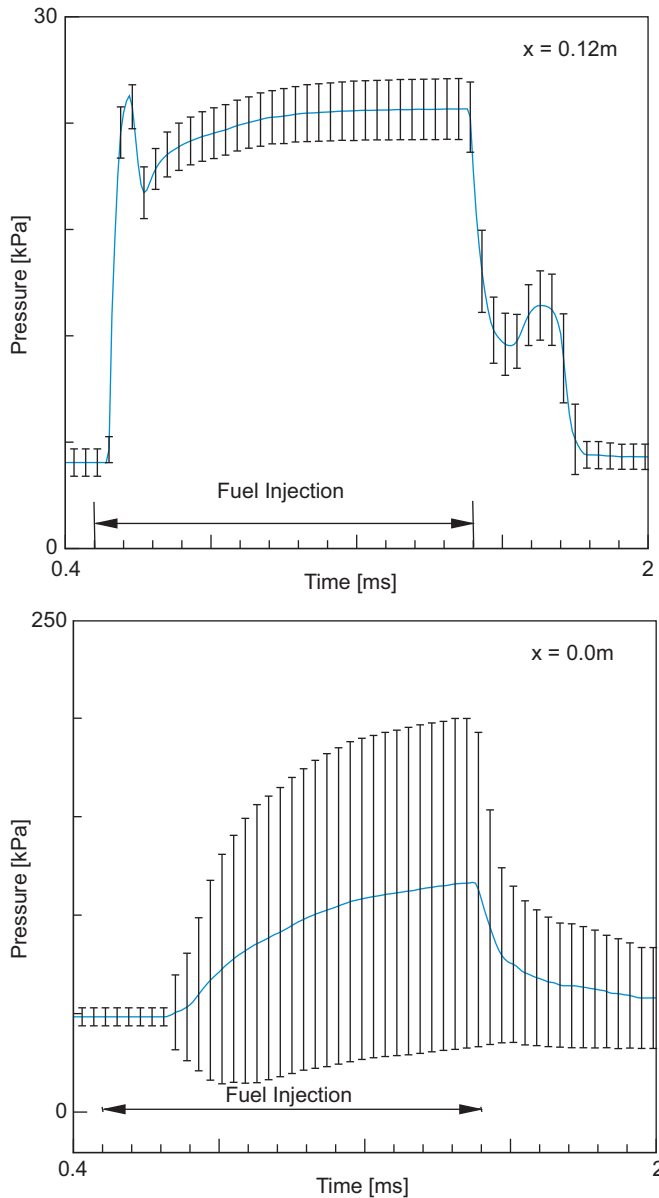 30
x = 0.12m
Pressure [kPa]
Fuel Injection
0
0.4
2
Time [ms]
250
x = 0.0m
Pressure [kPa]
Fuel Injection
0
0.4
2
Time [ms]